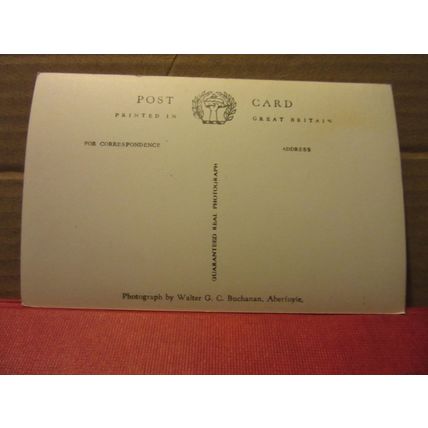 POST CARD
PRINTED IN GREAT BRITAIN
FOR CORRESPONDENCE
ADDRESS
GUARANTEED REAL PHOTOGRAPH
Photograph by Walter G. C. Buchanan, Aberfoyle.